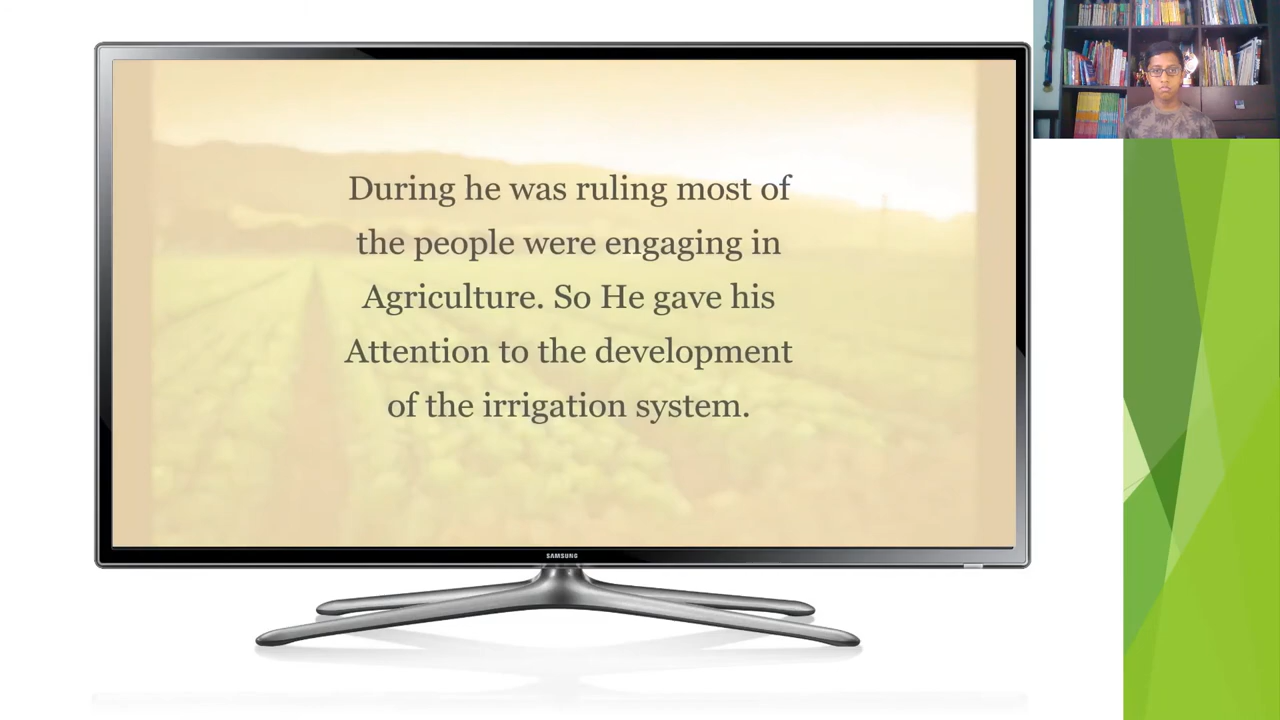 During he was ruling most of
the people were engaging in
Agriculture. So He gave his
Attention to the development
of the irrigation system.
SAMSUNG